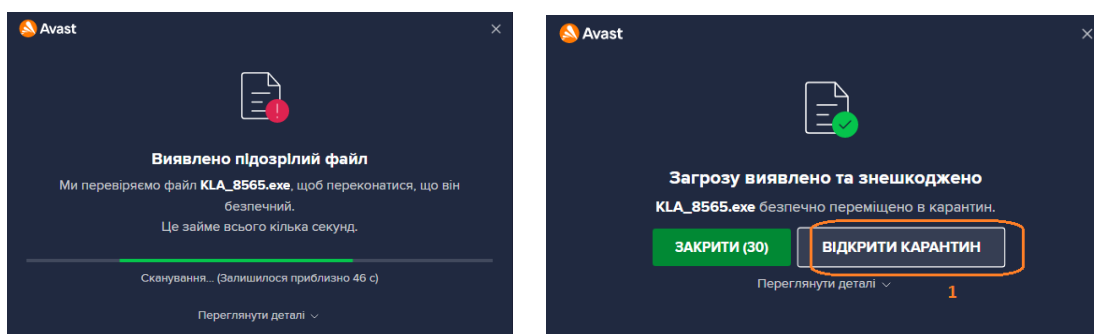 Avast
Виявлено підозрілий файл
Ми перевіряємо файл KLA_8565.exe, щоб переконатися, що він
безпечний.
Це займе всього кілька секунд.
Сканування... (Залишилося приблизно 46 с)
Переглянути деталі
Avast
Загрозу виявлено та знешкоджено
KLA_8565.exe безпечно переміщено в карантин.
ЗАКРИТИ (30) ВІДКРИТИ КАРАНТИН
Переглянути деталі
1